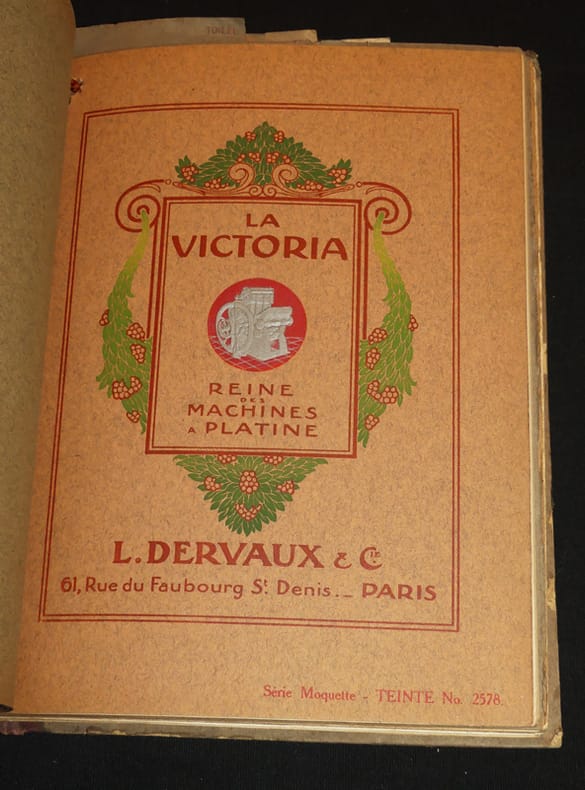 LA
VICTORIA
REINE
DES
MACHINES
A PLATINE
L. DERVAUX & Cie
61, Rue du Faubourg St Denis. _ PARIS
Série Moquette - TEINTE No. 2578.